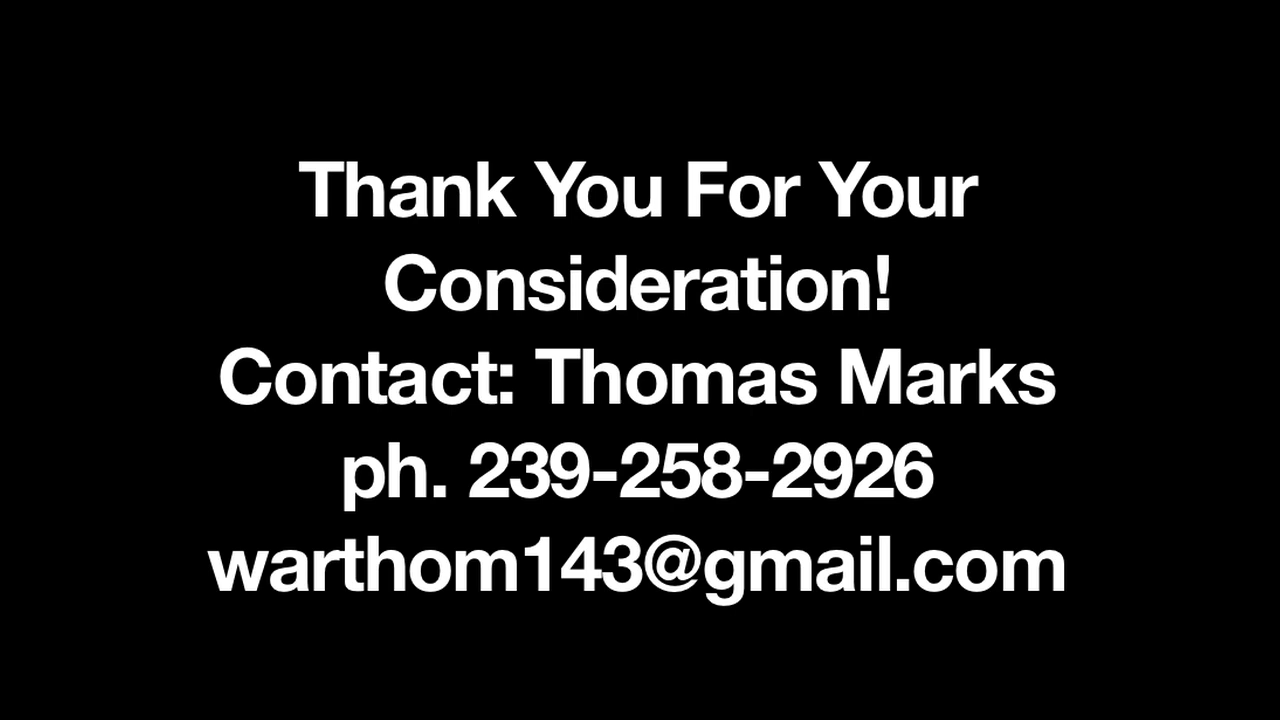 Thank You For Your
Consideration!
Contact: Thomas Marks
ph. 239-258-2926
warthom143@gmail.com